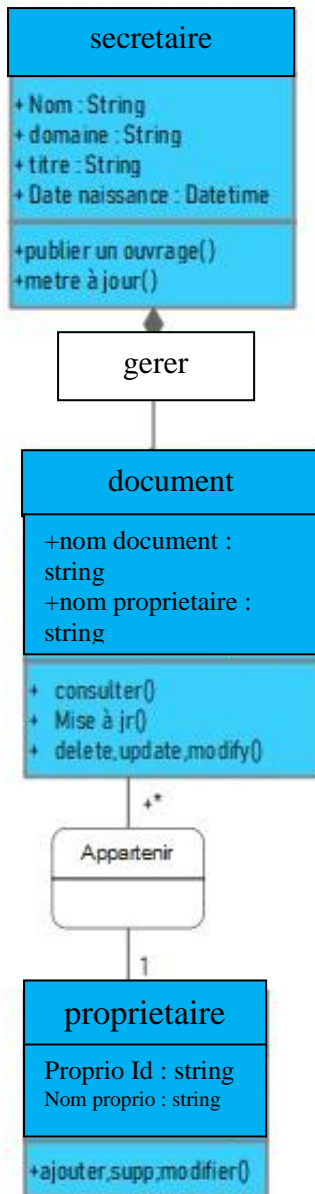 secretaire
+ Nom : String
+ domaine : String
+ titre : String
+ Date naissance : Datetime
+publier un ouvrage()
+metre à jour()
gerer
document
+nom document :
string
+nom proprietaire :
string
+ consulter()
+ Mise à jr()
+ delete,update,modify()
+*
Appartenir
1
proprietaire
Proprio Id : string
Nom proprio : string
+ajouter,supp;modifier()